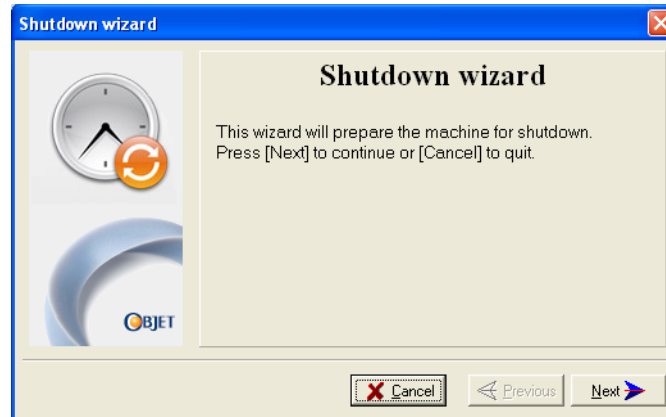 Shutdown wizard
Shutdown wizard
This wizard will prepare the machine for shutdown.
Press [Next] to continue or [Cancel] to quit.
OBJET
Cancel
Previous
Next